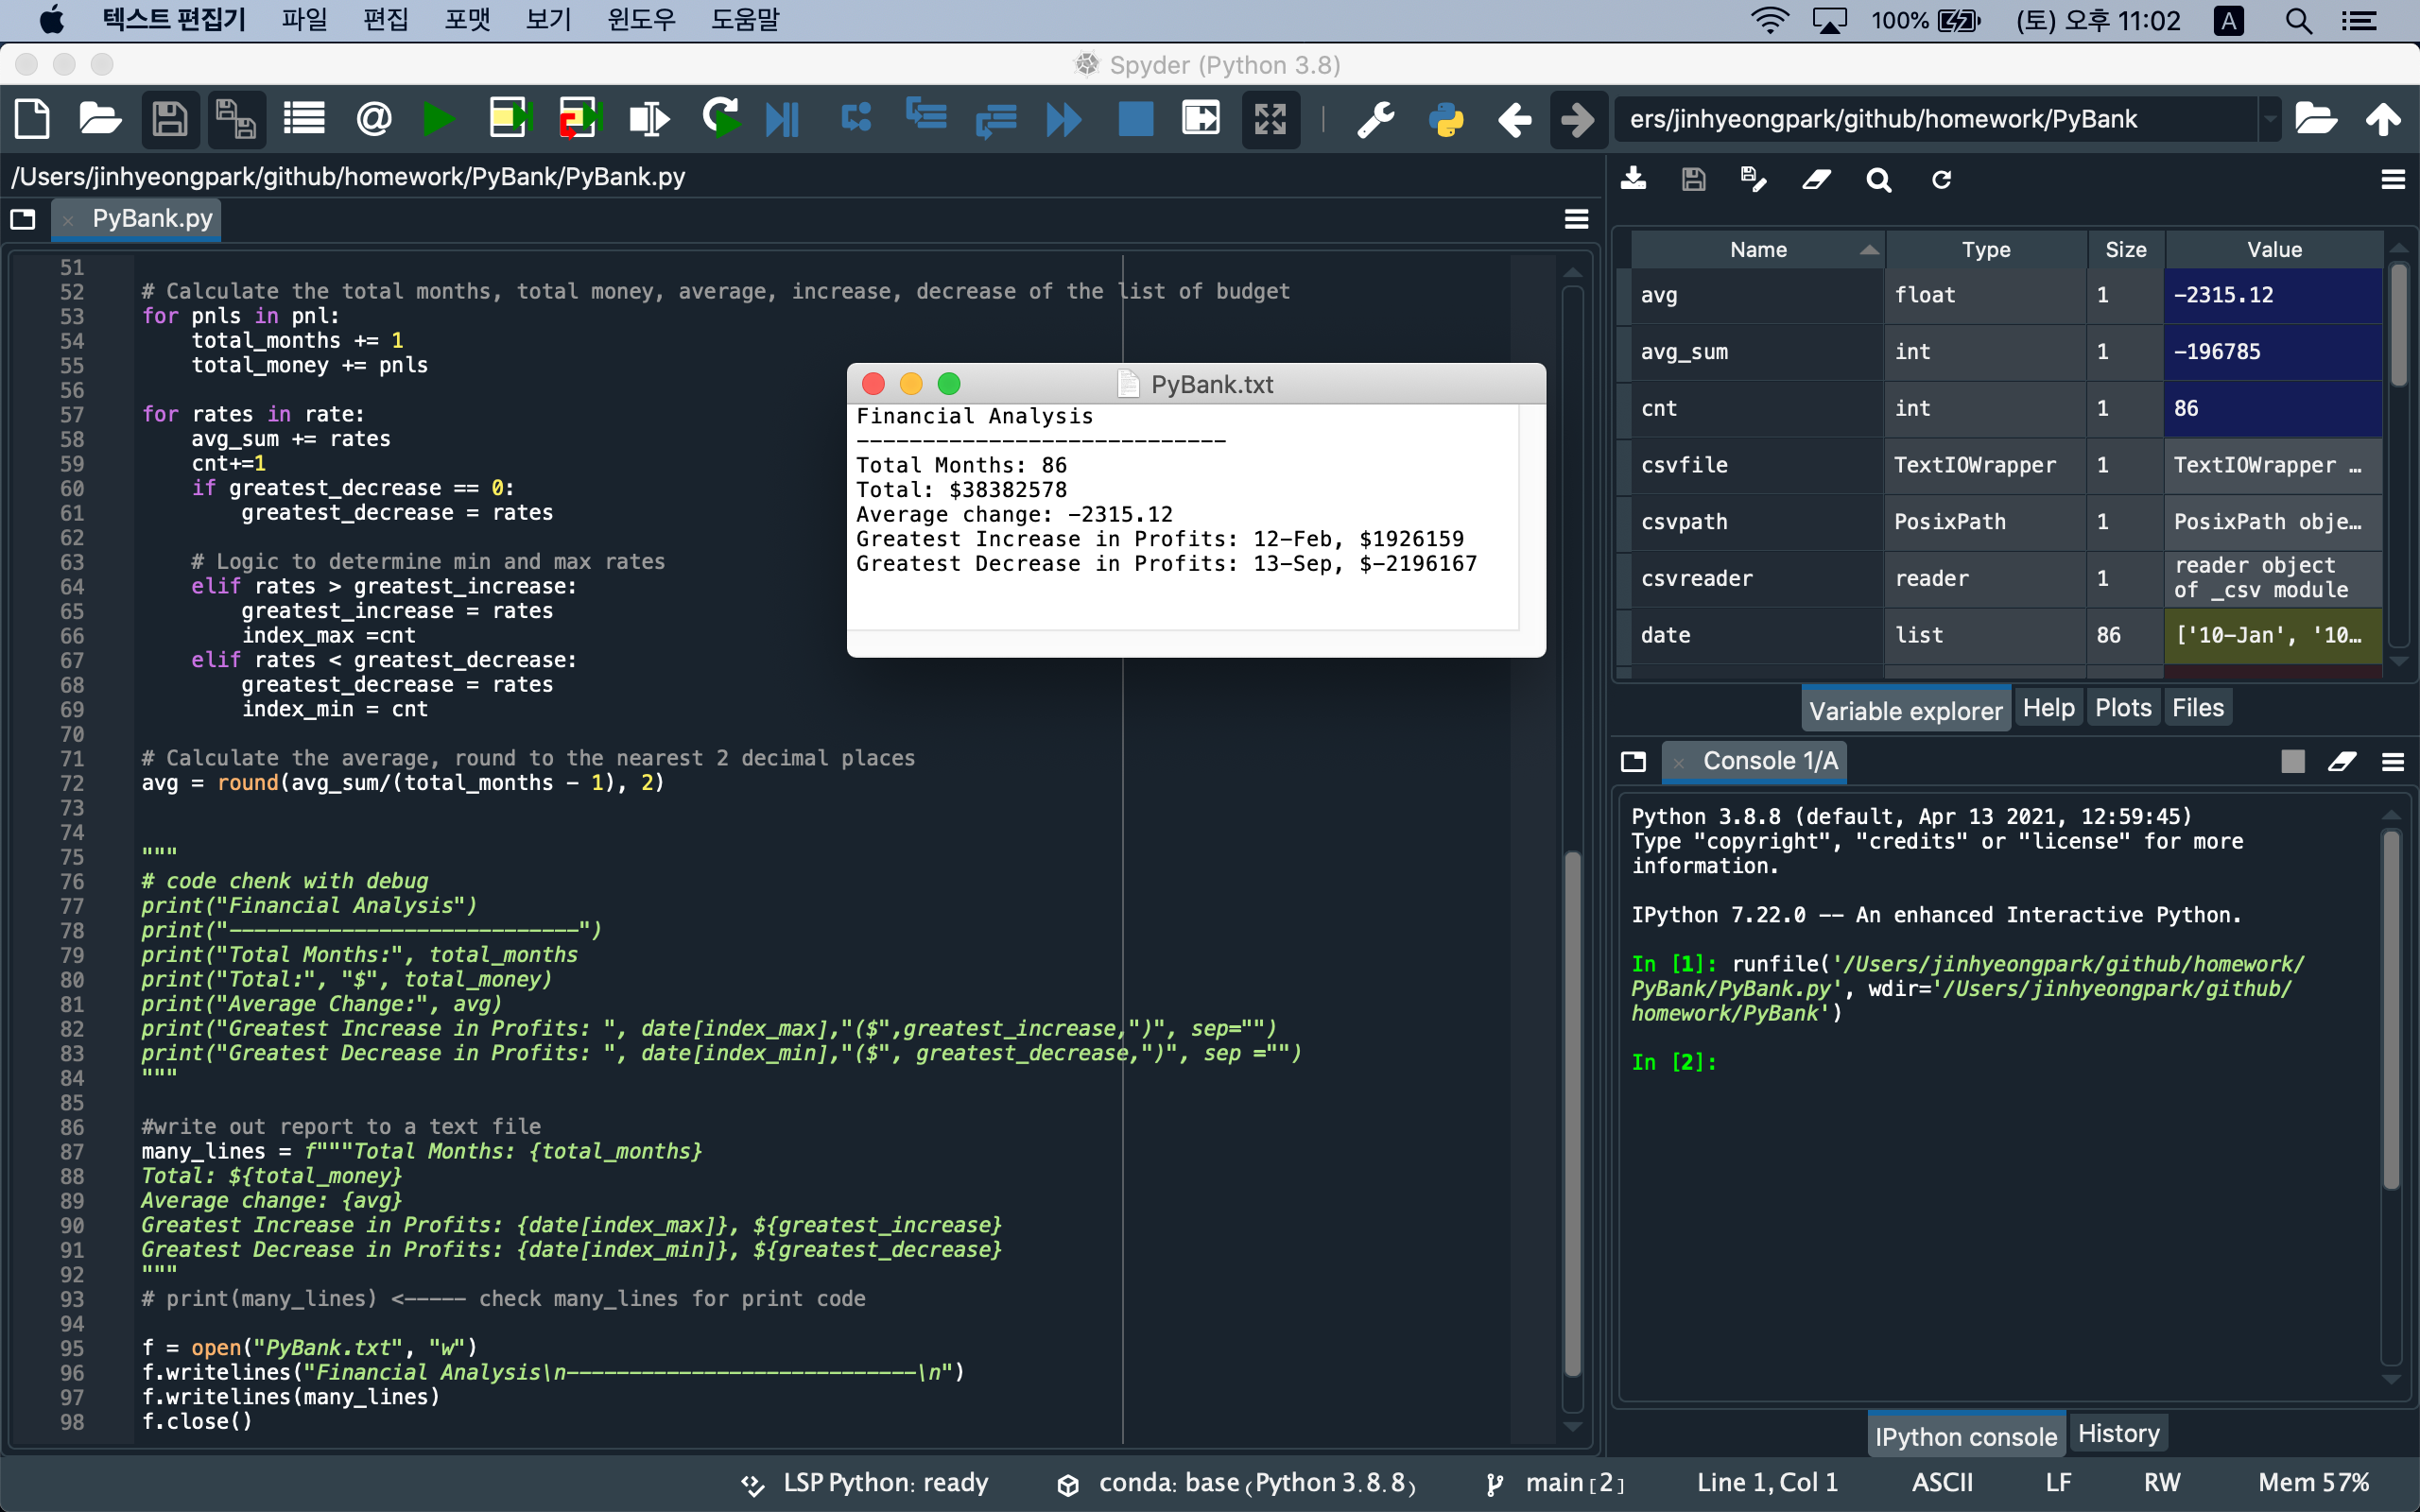 텍스트 편집기 파일 편집 포맷 보기 윈도우 도움말 100% (토) 오후 11:02 A
Spyder (Python 3.8)
ers/jinhyeongpark/github/homework/PyBank
/Users/jinhyeongpark/github/homework/PyBank/PyBank.py
PyBank.py
51
52 # Calculate the total months, total money, average, increase, decrease of the list of budget
53 for pnls in pnl:
54 total_months += 1
55 total_money += pnls
56
57 for rates in rate:
58 avg_sum += rates
59 cnt+=1
60 if greatest_decrease == 0:
61 greatest_decrease = rates
62
63 # Logic to determine min and max rates
64 elif rates > greatest_increase:
65 greatest_increase = rates
66 index_max =cnt
67 elif rates < greatest_decrease:
68 greatest_decrease = rates
69 index_min = cnt
70
71 # Calculate the average, round to the nearest 2 decimal places
72 avg = round(avg_sum/(total_months - 1), 2)
73
74
75 """
76 # code chenk with debug
77 print("Financial Analysis")
78 print("----------------------------")
79 print("Total Months:", total_months
80 print("Total:", "$", total_money)
81 print("Average Change:", avg)
82 print("Greatest Increase in Profits: ", date[index_max],"($",greatest_increase,")", sep="")
83 print("Greatest Decrease in Profits: ", date[index_min],"($", greatest_decrease,")", sep ="")
84 """
85
86 #write out report to a text file
87 many_lines = f"""Total Months: {total_months}
88 Total: ${total_money}
89 Average change: {avg}
90 Greatest Increase in Profits: {date[index_max]}, ${greatest_increase}
91 Greatest Decrease in Profits: {date[index_min]}, ${greatest_decrease}
92 """
93 # print(many_lines) <----- check many_lines for print code
94
95 f = open("PyBank.txt", "w")
96 f.writelines("Financial Analysis\n----------------------------\n")
97 f.writelines(many_lines)
98 f.close()
PyBank.txt
Financial Analysis
----------------------------
Total Months: 86
Total: $38382578
Average change: -2315.12
Greatest Increase in Profits: 12-Feb, $1926159
Greatest Decrease in Profits: 13-Sep, $-2196167
Name Type Size Value
avg float 1 -2315.12
avg_sum int 1 -196785
cnt int 1 86
csvfile TextIOWrapper 1 TextIOWrapper …
csvpath PosixPath 1 PosixPath obje…
csvreader reader 1 reader object
of _csv module
date list 86 ['10-Jan', '10…
Variable explorer Help Plots Files
Console 1/A
Python 3.8.8 (default, Apr 13 2021, 12:59:45)
Type "copyright", "credits" or "license" for more
information.
IPython 7.22.0 -- An enhanced Interactive Python.
In [1]: runfile('/Users/jinhyeongpark/github/homework/
PyBank/PyBank.py', wdir='/Users/jinhyeongpark/github/
homework/PyBank')
In [2]:
IPython console History
LSP Python: ready conda: base (Python 3.8.8) main [2] Line 1, Col 1 ASCII LF RW Mem 57%